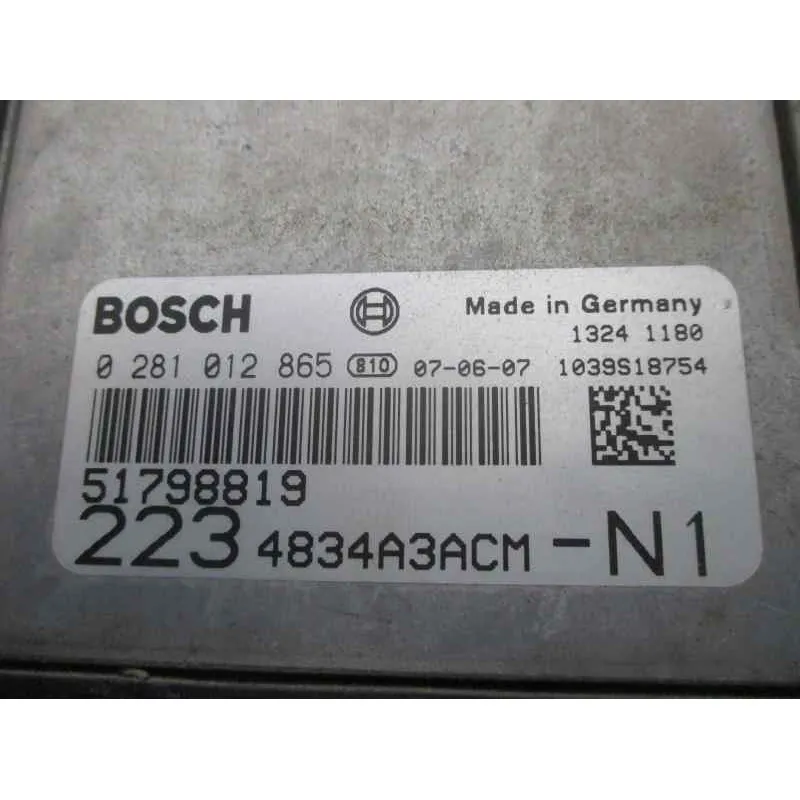 BOSCH Made in Germany
1324 1180
0 281 012 865 810 07-06-07 1039S18754
51798819
223 4834A3ACM -N1